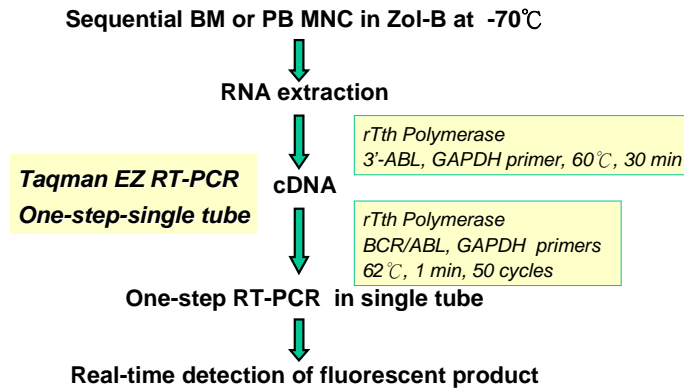 Sequential BM or PB MNC in Zol-B at -70℃
RNA extraction
rTth Polymerase
3’-ABL, GAPDH primer, 60℃, 30 min
Taqman EZ RT-PCR
One-step-single tube
cDNA
rTth Polymerase
BCR/ABL, GAPDH primers
62℃, 1 min, 50 cycles
One-step RT-PCR in single tube
Real-time detection of fluorescent product